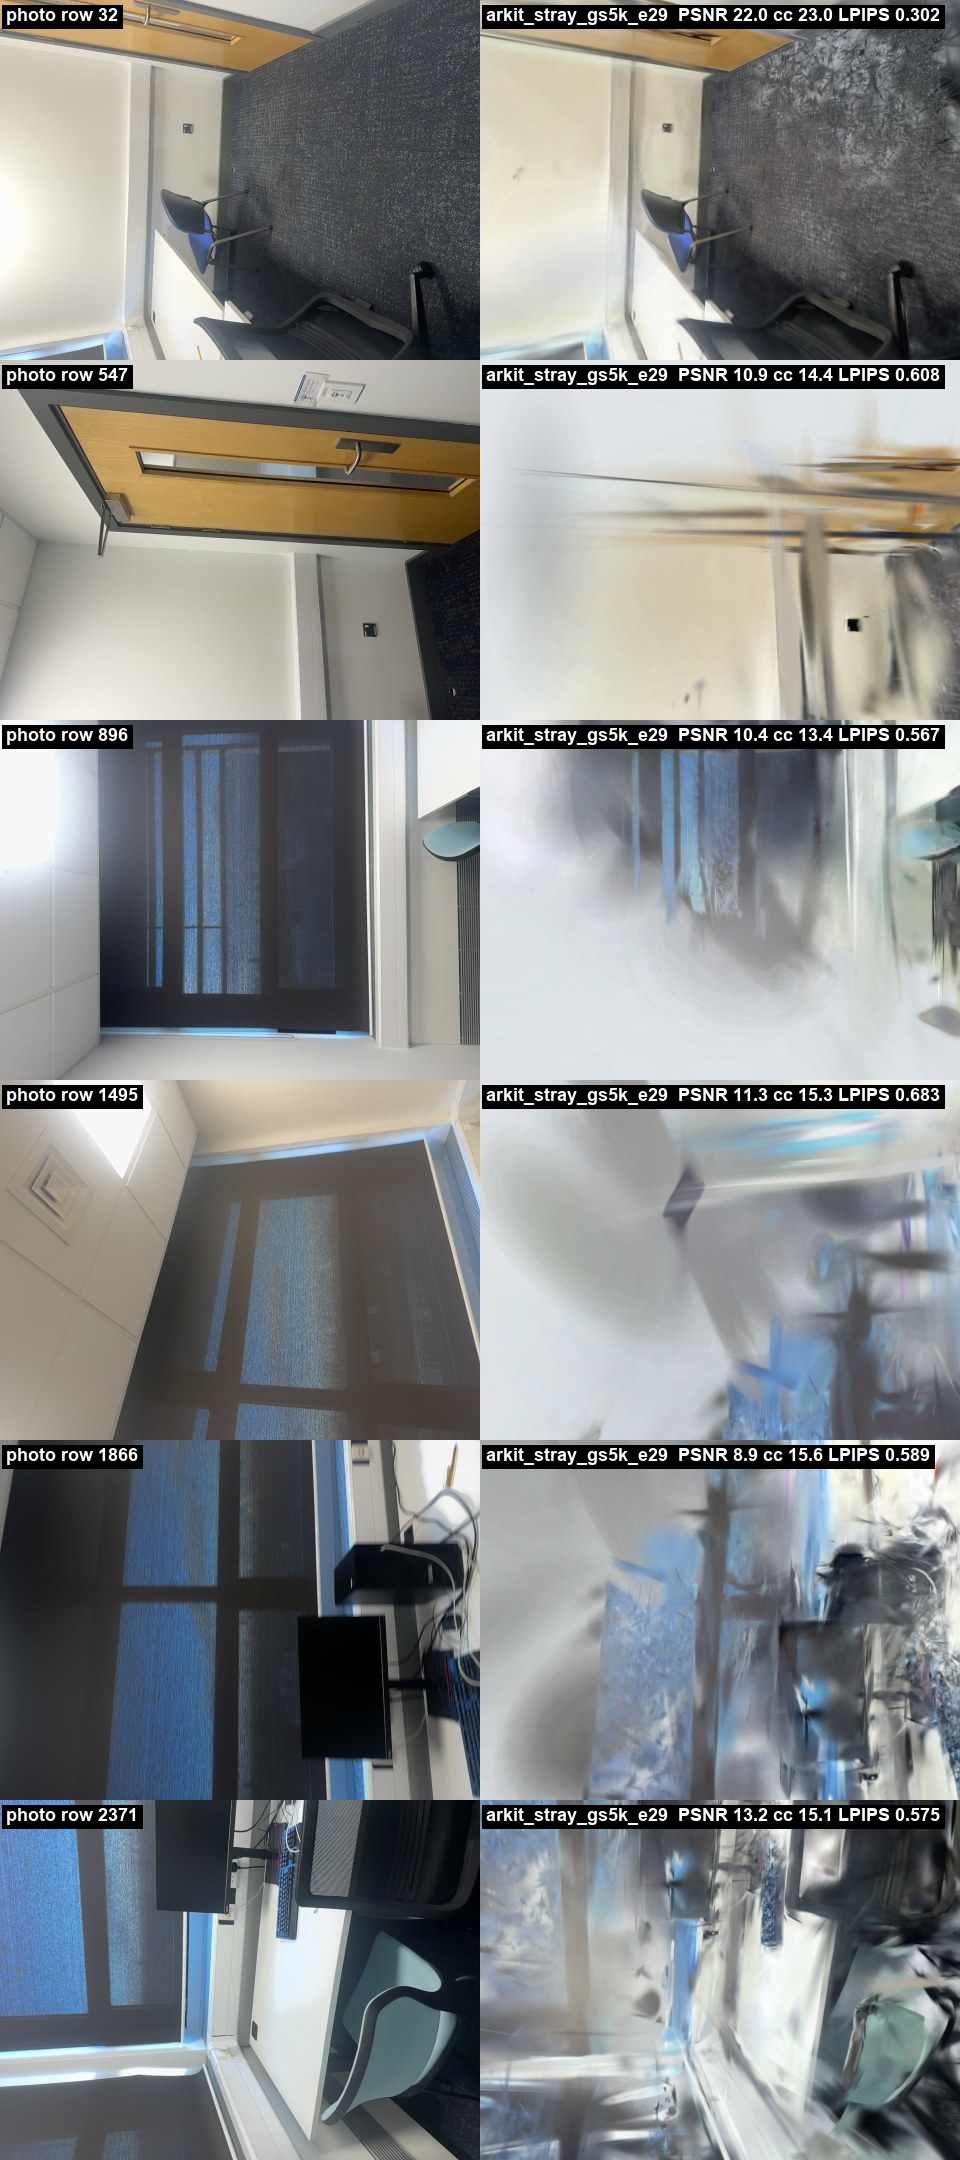 photo row 32
arkit_stray_gs5k_e29 PSNR 22.0 cc 23.0 LPIPS 0.302
photo row 547
arkit_stray_gs5k_e29 PSNR 10.9 cc 14.4 LPIPS 0.608
photo row 896
arkit_stray_gs5k_e29 PSNR 10.4 cc 13.4 LPIPS 0.567
photo row 1495
arkit_stray_gs5k_e29 PSNR 11.3 cc 15.3 LPIPS 0.683
photo row 1866
arkit_stray_gs5k_e29 PSNR 8.9 cc 15.6 LPIPS 0.589
photo row 2371
arkit_stray_gs5k_e29 PSNR 13.2 cc 15.1 LPIPS 0.575